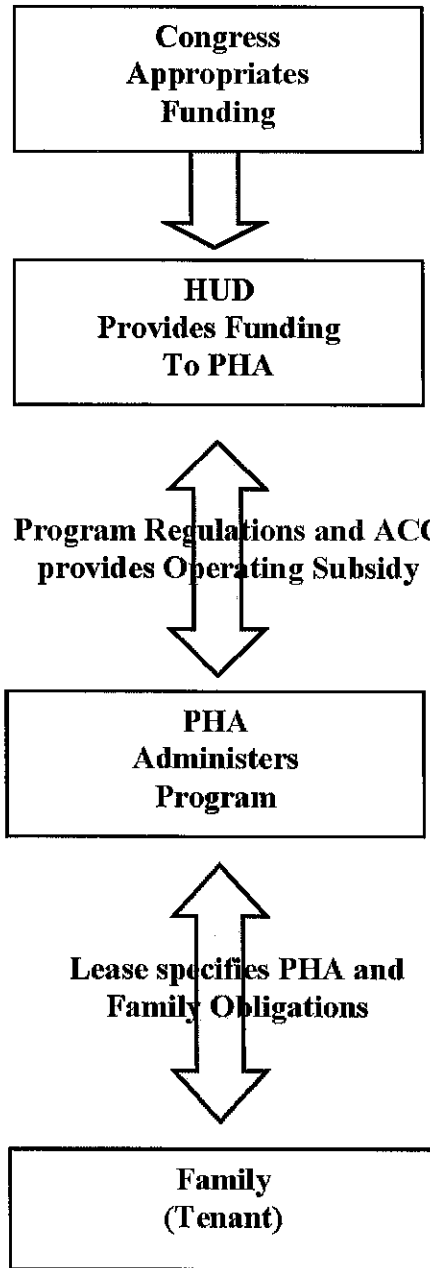 Congress
Appropriates
Funding
HUD
Provides Funding
To PHA
Program Regulations and ACC
provides Operating Subsidy
PHA
Administers
Program
Lease specifies PHA and
Family Obligations
Family
(Tenant)